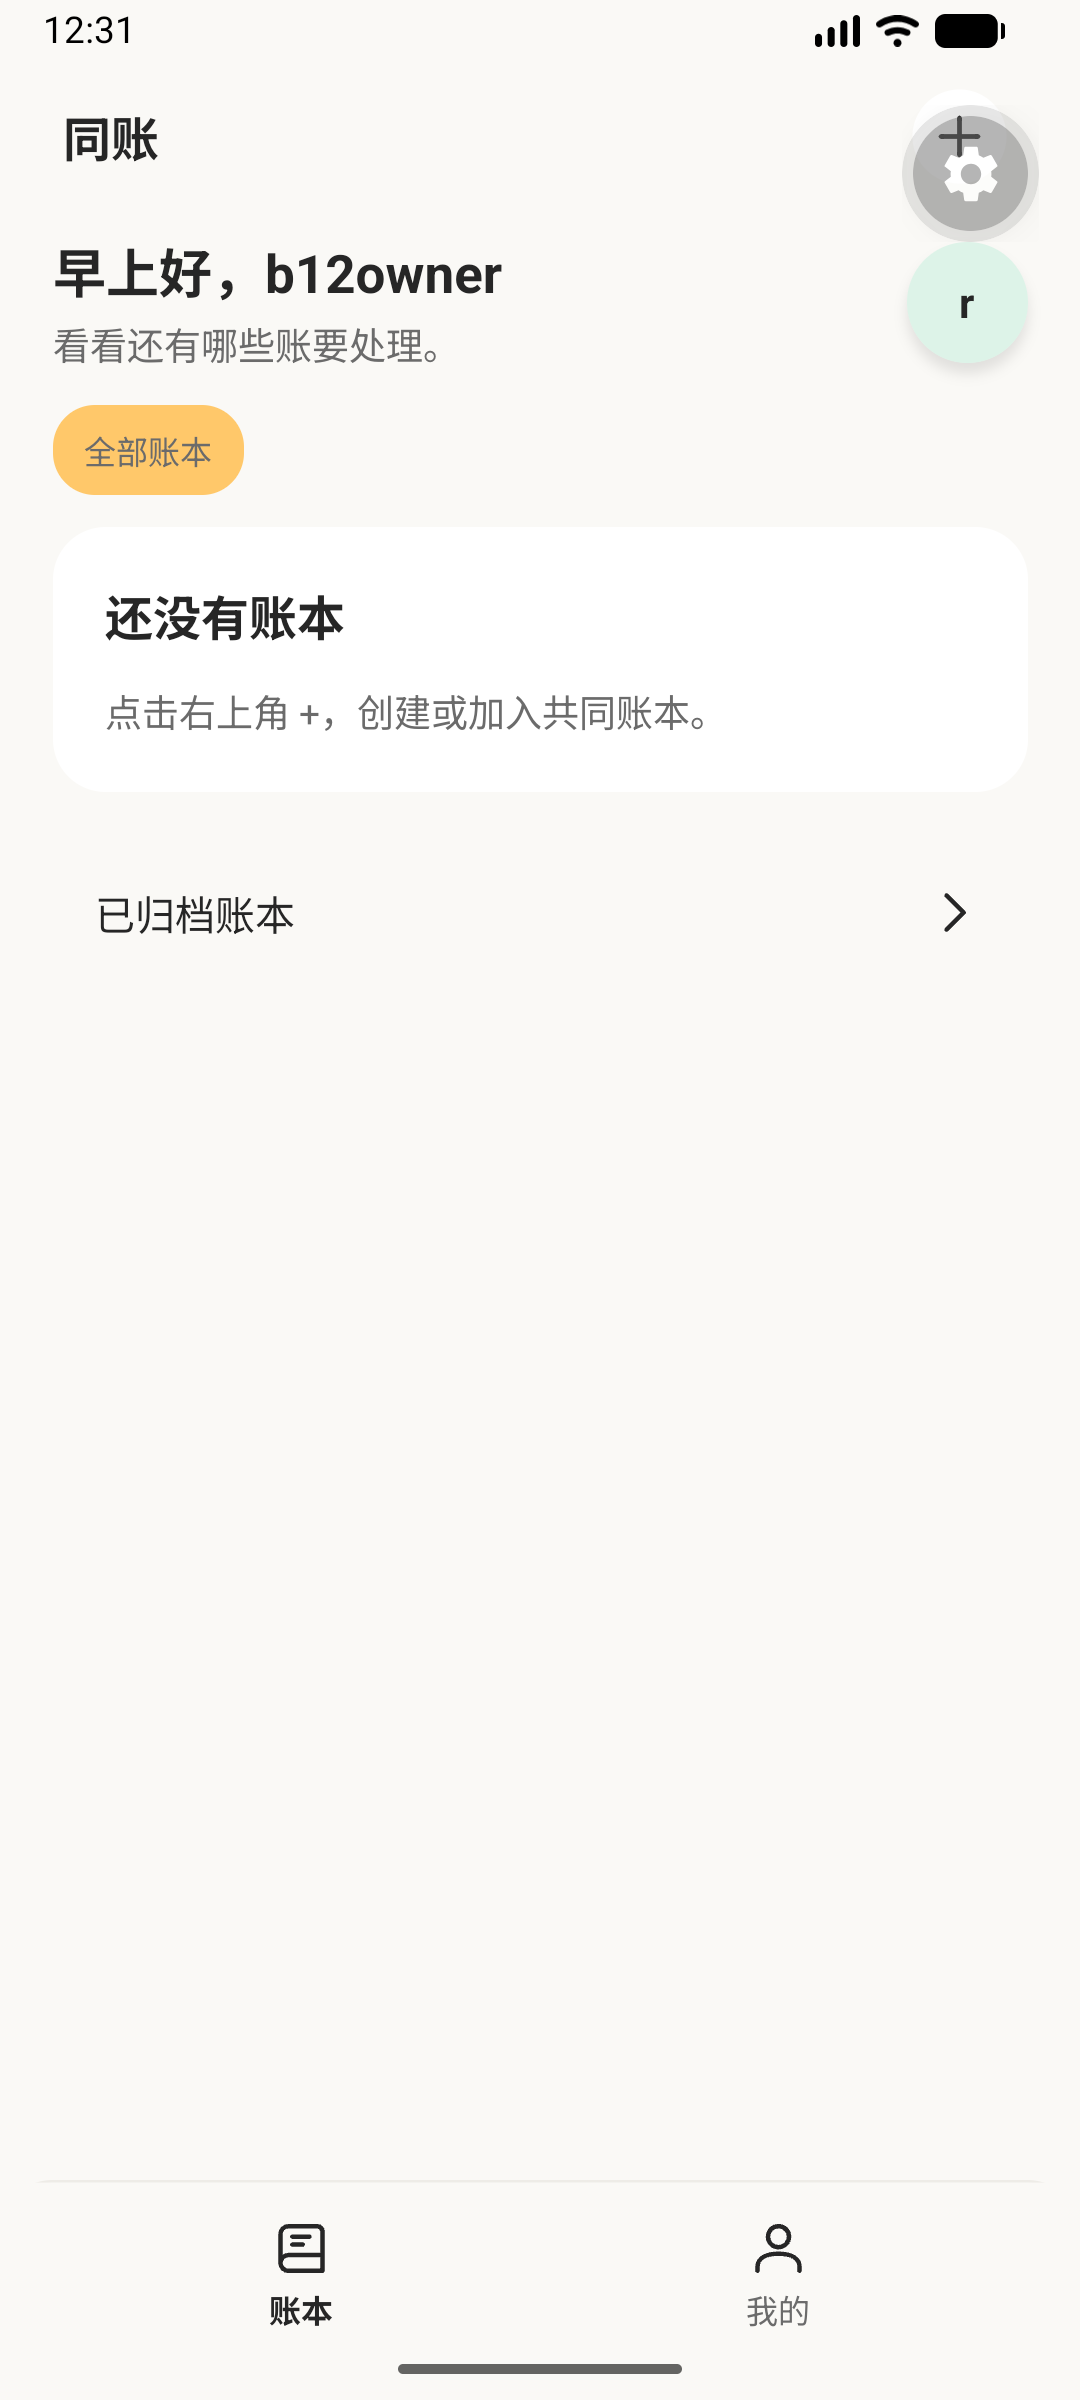 12:31
同账
早上好，b12owner
看看还有哪些账要处理。
r
全部账本
还没有账本
点击右上角 +，创建或加入共同账本。
已归档账本
账本
我的